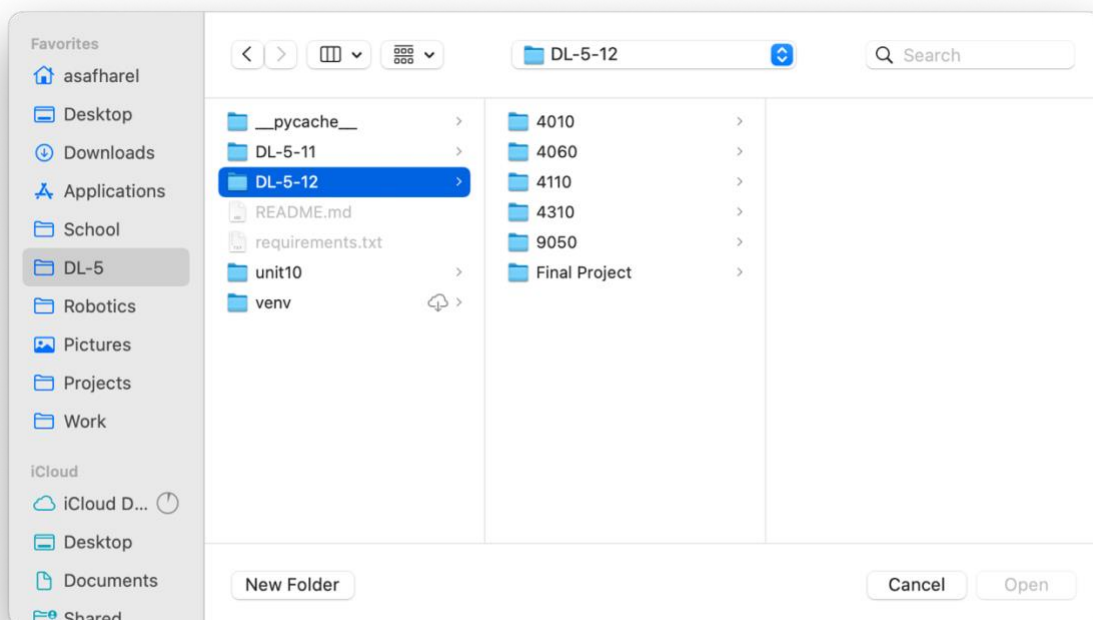 Favorites
asafharel
Desktop
Downloads
Applications
School
DL-5
Robotics
Pictures
Projects
Work
iCloud
iCloud D...
Desktop
Documents
Shared
DL-5-12
Search
__pycache__
DL-5-11
DL-5-12
README.md
requirements.txt
unit10
venv
4010
4060
4110
4310
9050
Final Project
New Folder
Cancel
Open